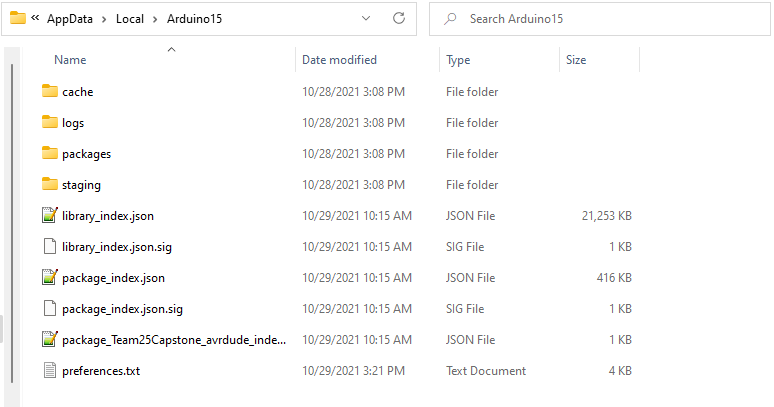 « AppData > Local > Arduino15
Search Arduino15
Name Date modified Type Size
cache 10/28/2021 3:08 PM File folder
logs 10/28/2021 3:08 PM File folder
packages 10/28/2021 3:08 PM File folder
staging 10/28/2021 3:08 PM File folder
library_index.json 10/29/2021 10:15 AM JSON File 21,253 KB
library_index.json.sig 10/29/2021 10:15 AM SIG File 1 KB
package_index.json 10/29/2021 10:15 AM JSON File 416 KB
package_index.json.sig 10/29/2021 10:15 AM SIG File 1 KB
package_Team25Capstone_avrdude_inde... 10/29/2021 10:15 AM JSON File 1 KB
preferences.txt 10/29/2021 3:21 PM Text Document 4 KB